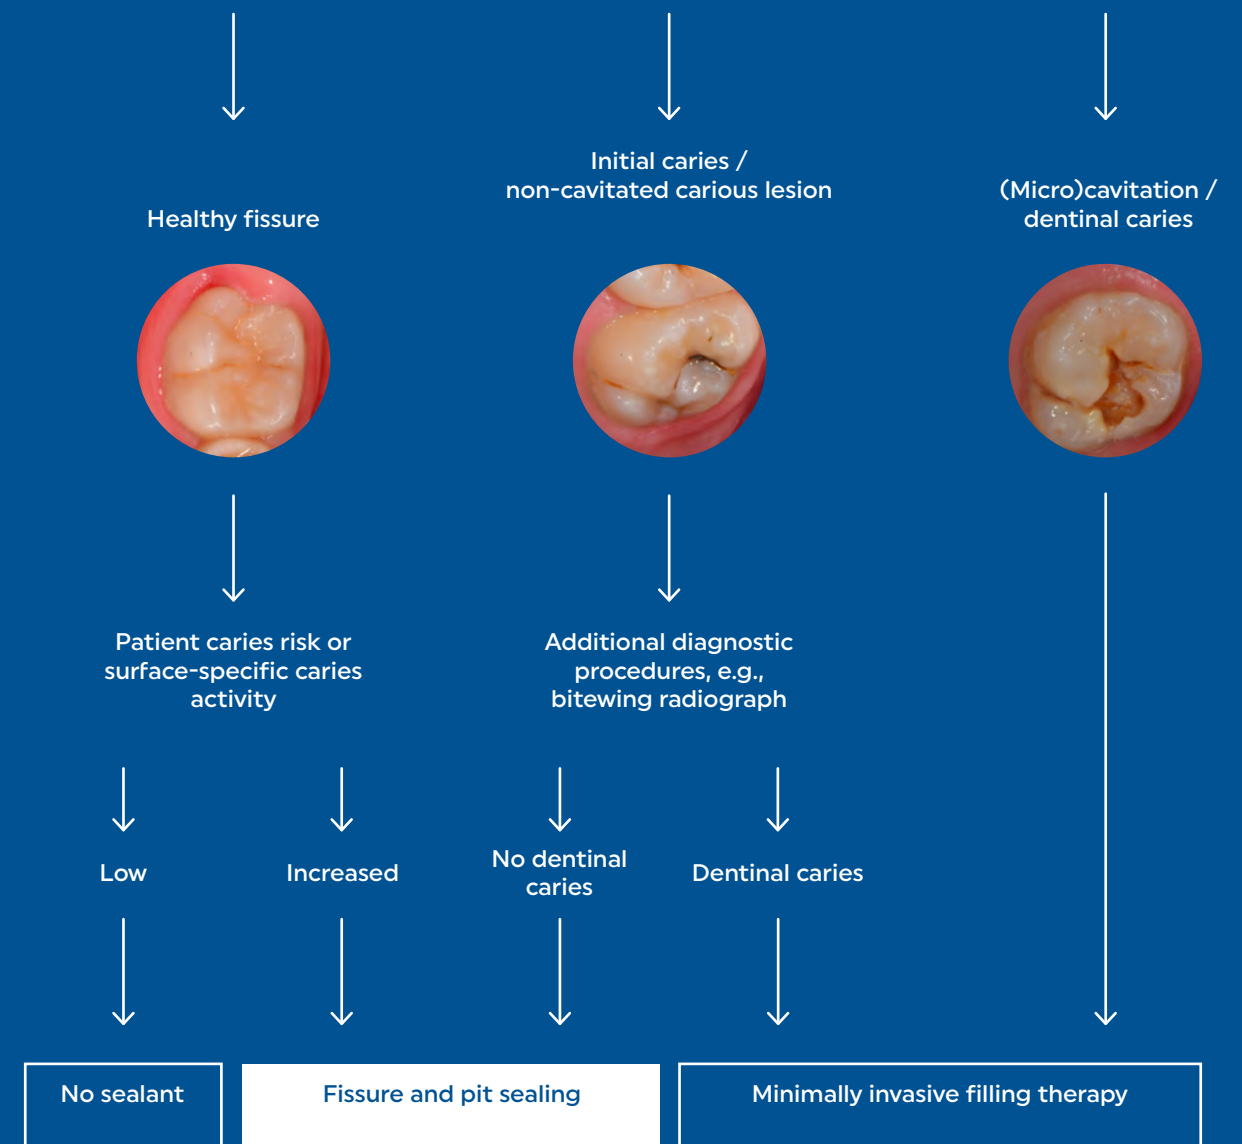 Healthy fissure
Initial caries /
non-cavitated carious lesion
(Micro)cavitation /
dentinal caries
Patient caries risk or
surface-specific caries
activity
Additional diagnostic
procedures, e.g.,
bitewing radiograph
Low
Increased
No dentinal
caries
Dentinal caries
No sealant
Fissure and pit sealing
Minimally invasive filling therapy